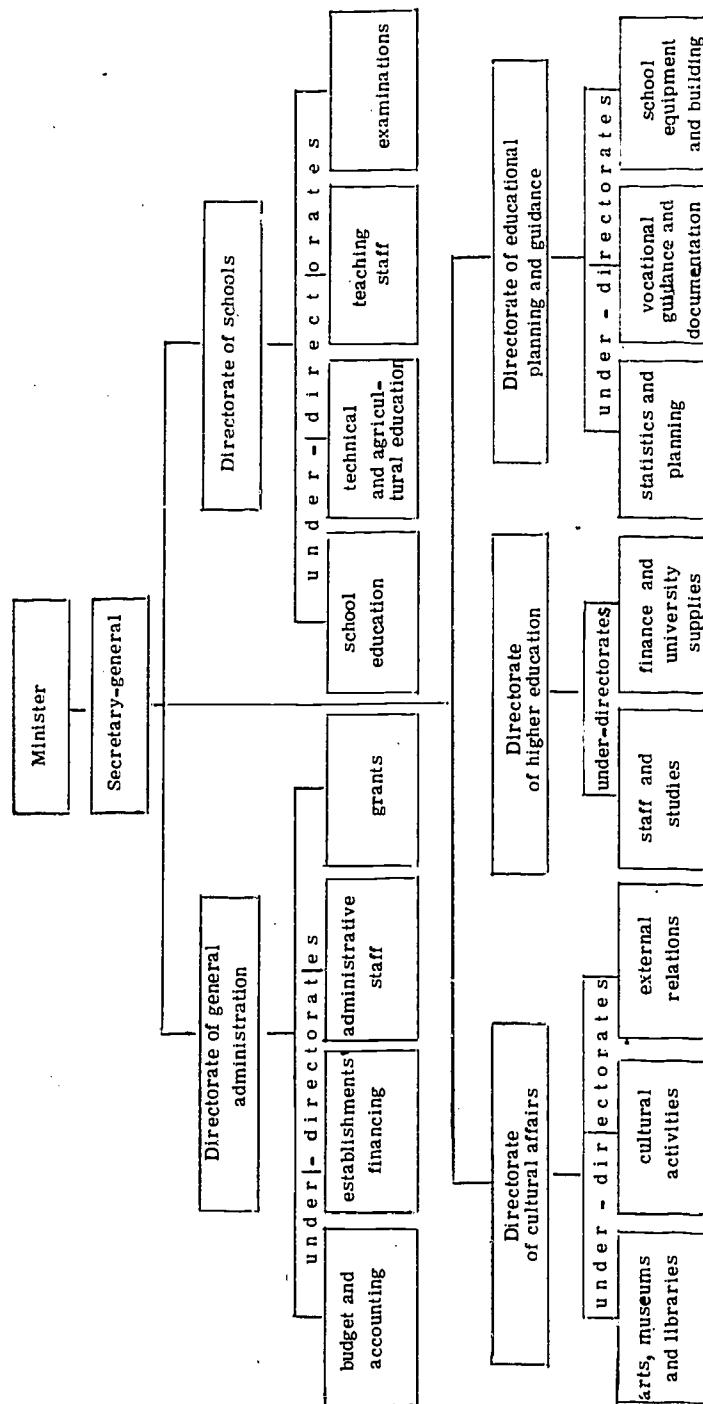 Minister
Secretary-general
Directorate of general
administration
Directorate of schools
under-directorates
under-directorates
budget and
accounting
establishments'
financing
administrative
staff
grants
school
education
technical
and agricul-
tural education
teaching
staff
examinations
Directorate
of cultural affairs
Directorate
of higher education
Directorate of educational
planning and guidance
under-directorates
under-directorates
under-directorates
arts, museums
and libraries
cultural
activities
external
relations
staff and
studies
finance and
university
supplies
statistics and
planning
vocational
guidance and
documentation
school
equipment
and building